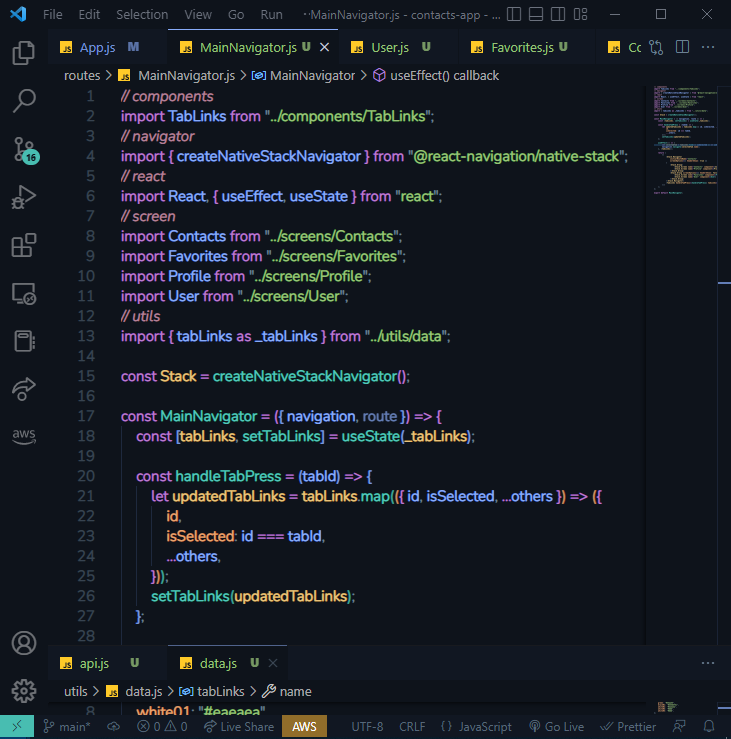 File Edit Selection View Go Run ··· MainNavigator.js - contacts-app - ...
JS App.js M JS MainNavigator.js U JS User.js U JS Favorites.js U JS Co
routes > JS MainNavigator.js > MainNavigator > useEffect() callback
1 // components
2 import TabLinks from "../components/TabLinks";
3 // navigator
4 import { createNativeStackNavigator } from "@react-navigation/native-stack";
5 // react
6 import React, { useEffect, useState } from "react";
7 // screen
8 import Contacts from "../screens/Contacts";
9 import Favorites from "../screens/Favorites";
10 import Profile from "../screens/Profile";
11 import User from "../screens/User";
12 // utils
13 import { tabLinks as _tabLinks } from "../utils/data";
14
15 const Stack = createNativeStackNavigator();
16
17 const MainNavigator = ({ navigation, route }) => {
18 const [tabLinks, setTabLinks] = useState(_tabLinks);
19
20 const handleTabPress = (tabId) => {
21 let updatedTabLinks = tabLinks.map(({ id, isSelected, ...others }) => ({
22 id,
23 isSelected: id === tabId,
24 ...others,
25 }));
26 setTabLinks(updatedTabLinks);
27 };
28
16
aws
JS api.js U JS data.js U
utils > JS data.js > tabLinks > name
8 white01: "#eaeaea"
main* 0 0 Live Share AWS UTF-8 CRLF {} JavaScript Go Live Prettier